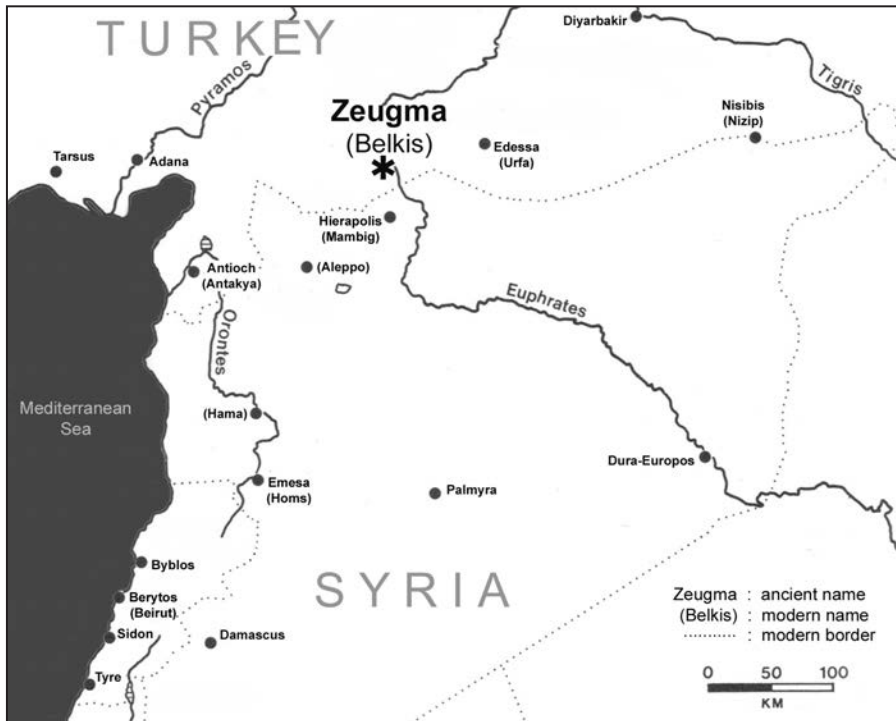 TURKEY
Diyarbakir
Pyramos
Tigris
Zeugma
(Belkis)
Nisibis
(Nizip)
Edessa
(Urfa)
Tarsus
Adana
Hierapolis
(Mambig)
Antioch
(Antakya)
(Aleppo)
Euphrates
Orontes
Mediterranean
Sea
(Hama)
Dura-Europos
Emesa
(Homs)
Palmyra
Byblos
SYRIA
Berytos
(Beirut)
Sidon
Damascus
Tyre
Zeugma : ancient name
(Belkis) : modern name
.............. : modern border
0 50 100
KM